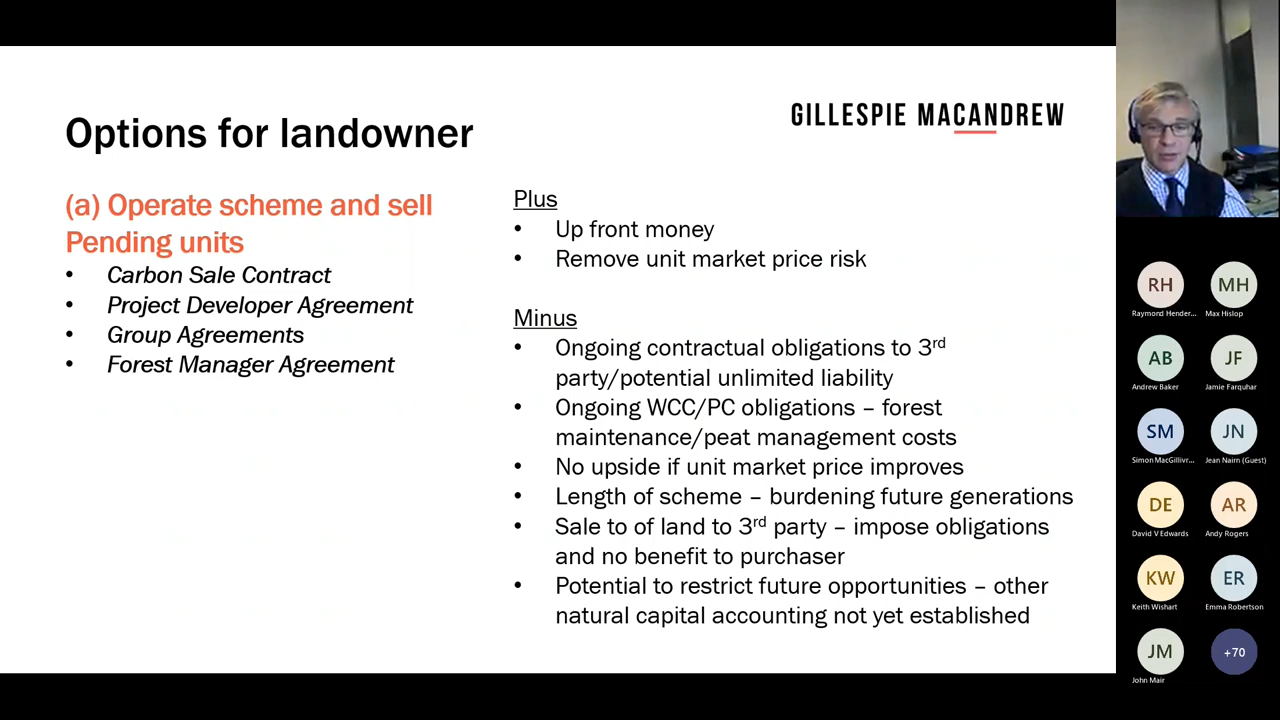 GILLESPIE MACANDREW
Options for landowner
(a) Operate scheme and sell
Pending units
• Carbon Sale Contract
• Project Developer Agreement
• Group Agreements
• Forest Manager Agreement
Plus
• Up front money
• Remove unit market price risk
Minus
• Ongoing contractual obligations to 3rd
party/potential unlimited liability
• Ongoing WCC/PC obligations – forest
maintenance/peat management costs
• No upside if unit market price improves
• Length of scheme – burdening future generations
• Sale to of land to 3rd party – impose obligations
and no benefit to purchaser
• Potential to restrict future opportunities – other
natural capital accounting not yet established
RH
Raymond Hender...
MH
Max Hislop
AB
Andrew Baker
JF
Jamie Farquhar
SM
Simon MacGillivr...
JN
Jean Nairn (Guest)
DE
David V Edwards
AR
Andy Rogers
KW
Keith Wishart
ER
Emma Robertson
JM
John Mair
+70